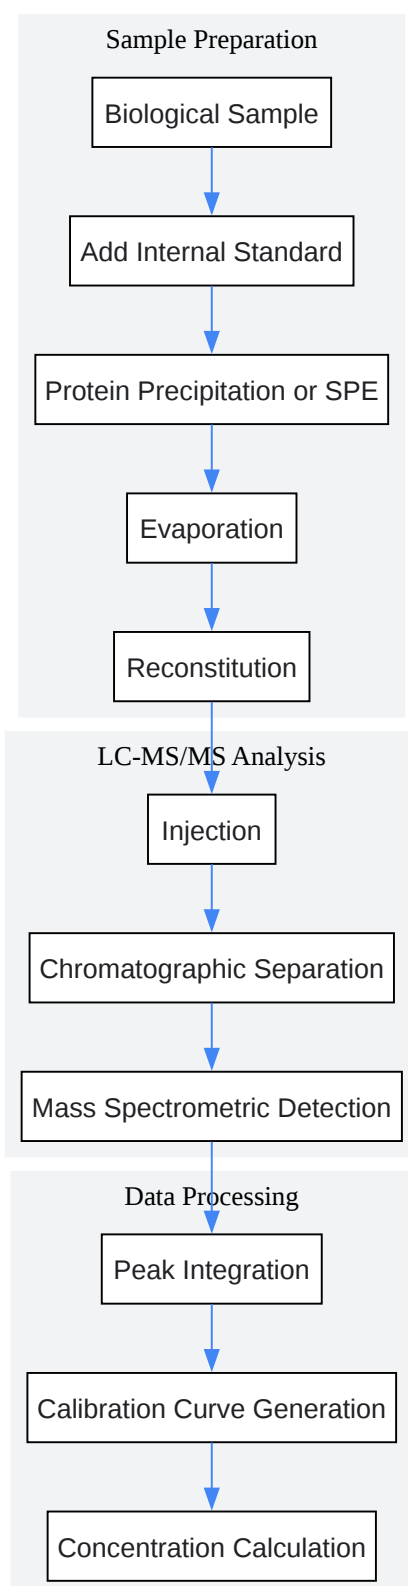 Sample Preparation
Biological Sample
Add Internal Standard
Protein Precipitation or SPE
Evaporation
Reconstitution
LC-MS/MS Analysis
Injection
Chromatographic Separation
Mass Spectrometric Detection
Data Processing
Peak Integration
Calibration Curve Generation
Concentration Calculation